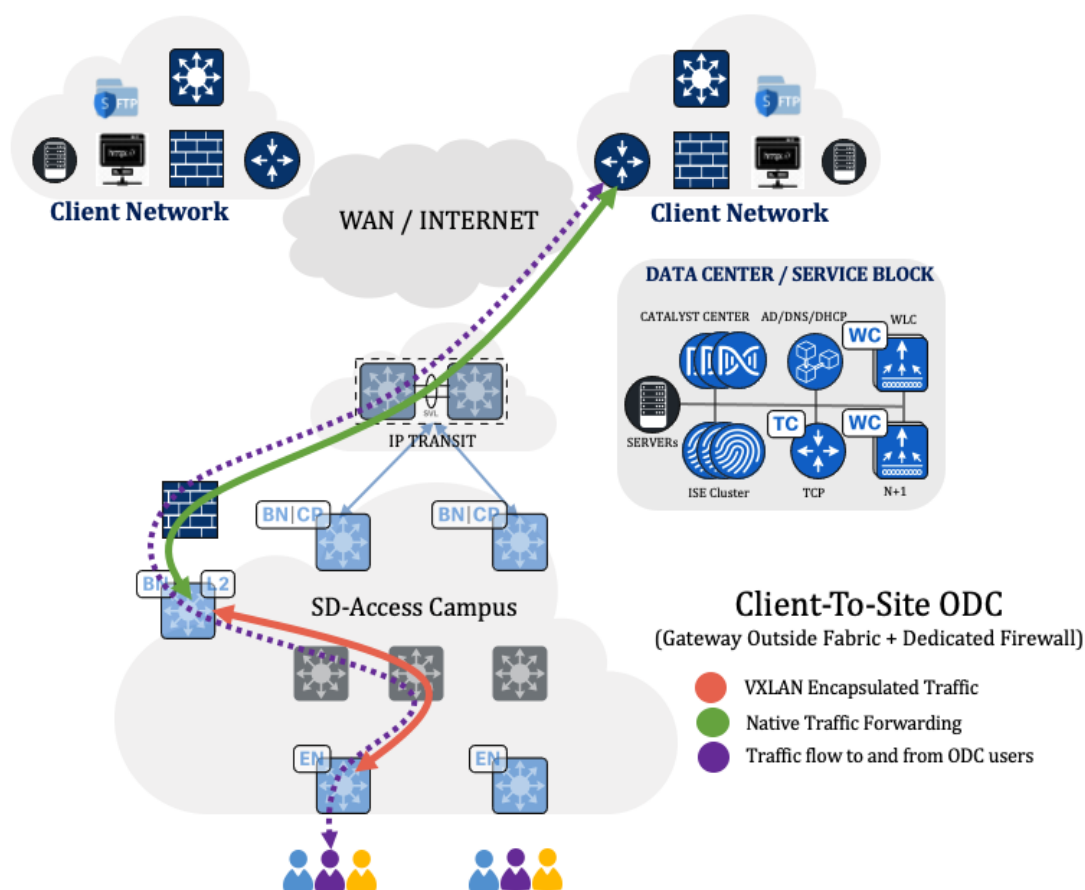 S FTP
http://
Client Network
WAN / INTERNET
S FTP
http://
Client Network
DATA CENTER / SERVICE BLOCK
CATALYST CENTER
AD/DNS/DHCP
WLC
WC
SERVERs
TC
WC
ISE Cluster
TCP
N+1
SVL
IP TRANSIT
BN|CP
BN|CP
BN
L2
SD-Access Campus
EN
EN
Client-To-Site ODC
(Gateway Outside Fabric + Dedicated Firewall)
VXLAN Encapsulated Traffic
Native Traffic Forwarding
Traffic flow to and from ODC users